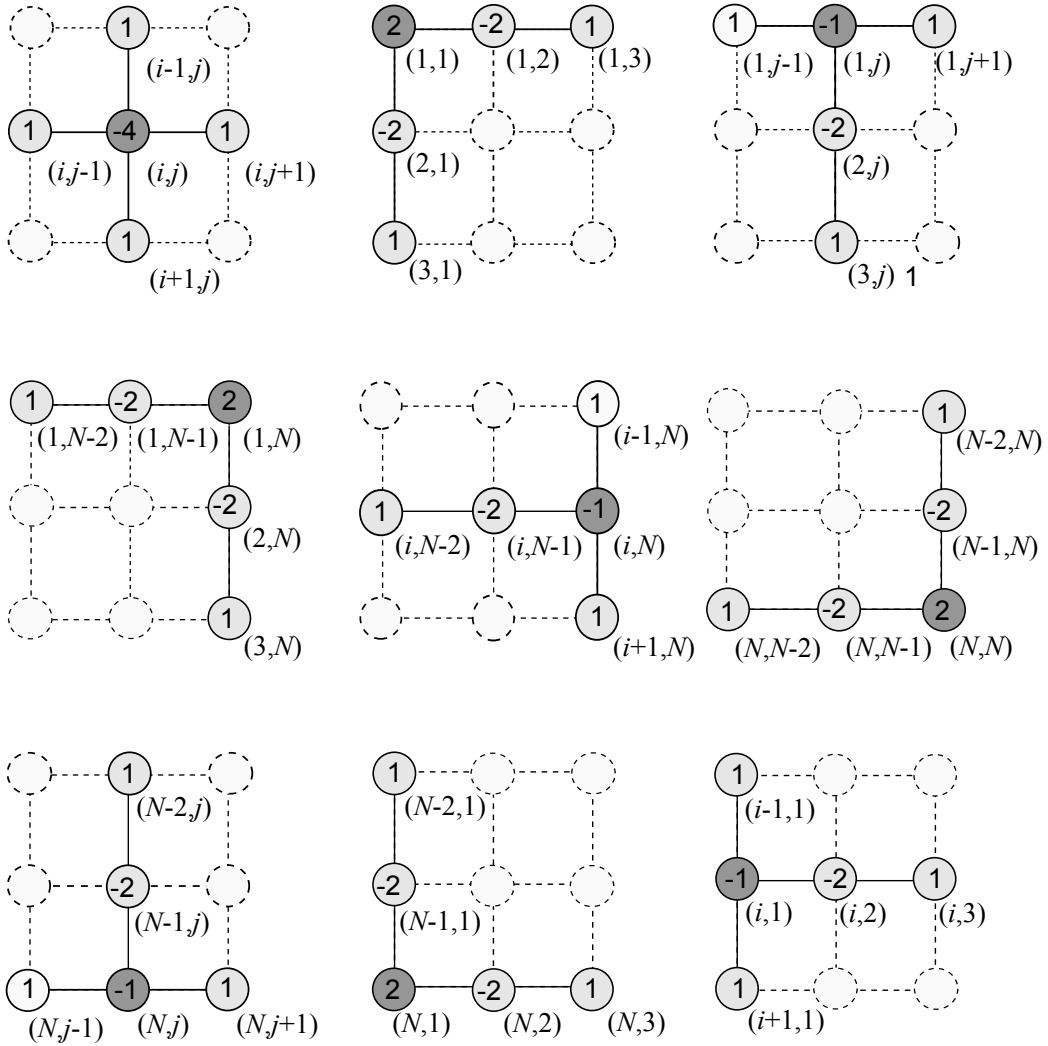 1 2 -2 1 1 -1 1
(i-1,j) (1,1) (1,2) (1,3) (1,j-1) (1,j) (1,j+1)
1 -4 1 -2 -2
(i,j-1) (i,j) (i,j+1) (2,1) (2,j)
1 1 1
(i+1,j) (3,1) (3,j) 1
1 -2 2 1 1
(1,N-2) (1,N-1) (1,N) (i-1,N) (N-2,N)
-2 1 -2 -1 -2
(2,N) (i,N-2) (i,N-1) (i,N) (N-1,N)
1 1 1 -2 2
(3,N) (i+1,N) (N,N-2) (N,N-1) (N,N)
1 1 1
(N-2,j) (N-2,1) (i-1,1)
-2 -2 -1 -2 1
(N-1,j) (N-1,1) (i,1) (i,2) (i,3)
1 -1 1 2 -2 1 1
(N,j-1) (N,j) (N,j+1) (N,1) (N,2) (N,3) (i+1,1)